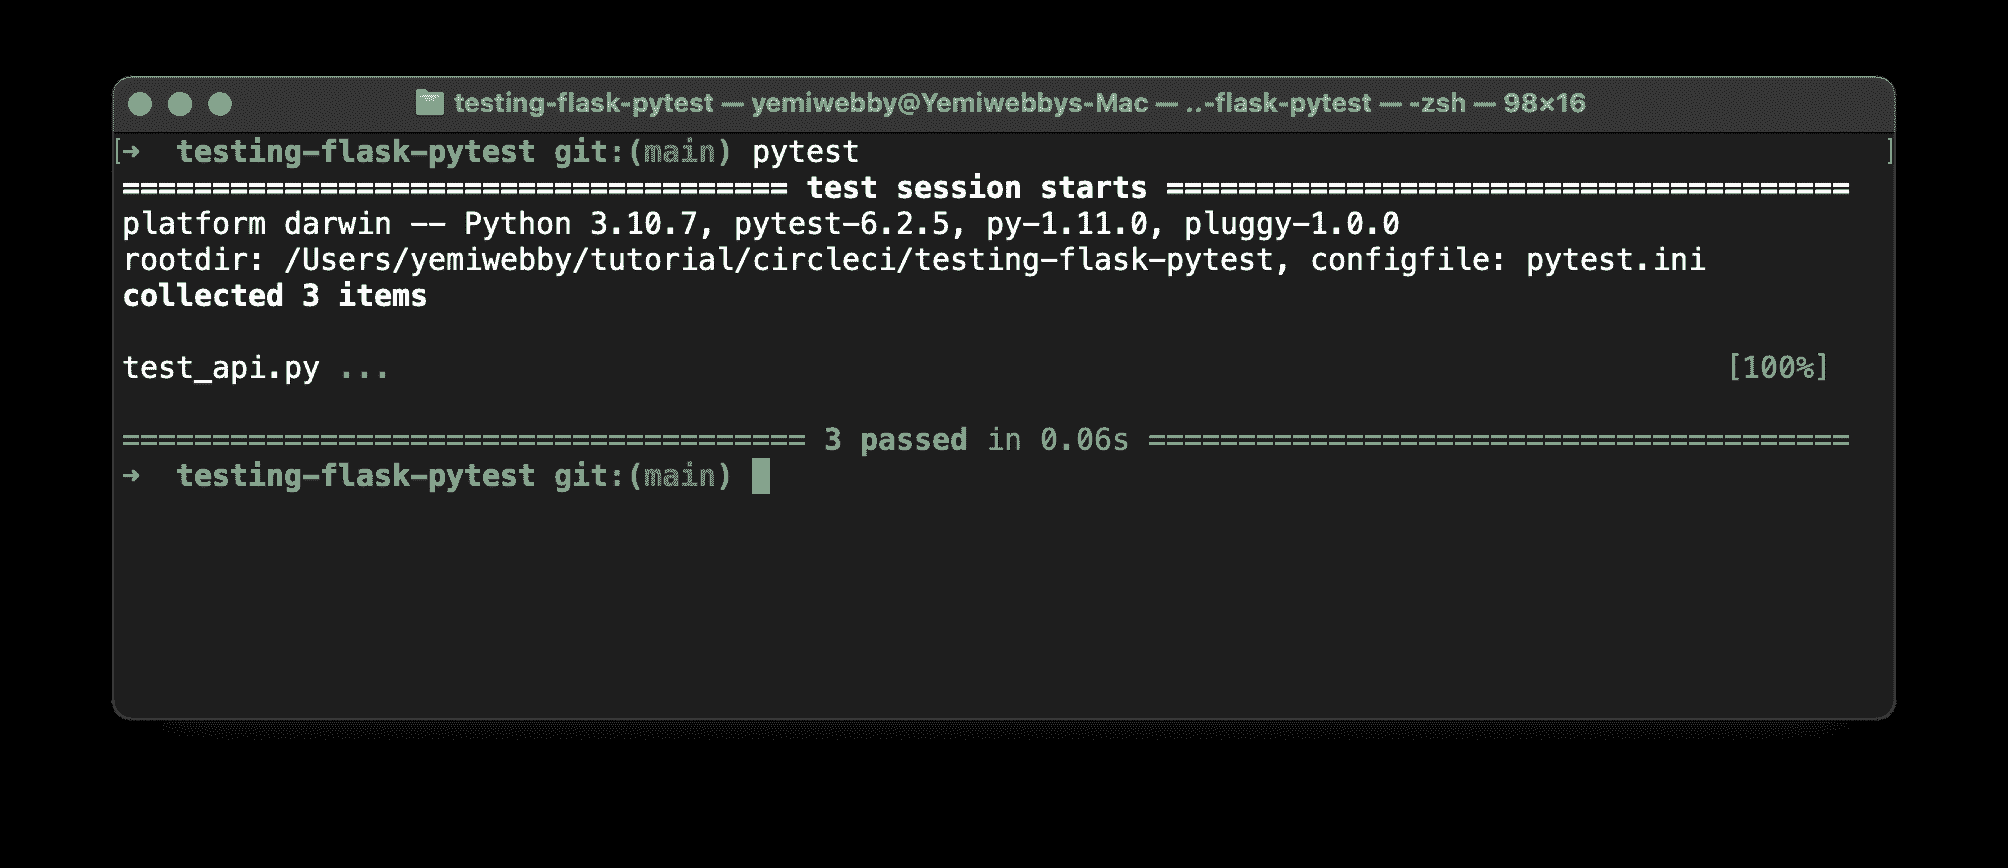 testing-flask-pytest — yemiwebby@Yemiwebbys-Mac — ..-flask-pytest — -zsh — 98×16
[➜  testing-flask-pytest git:(main) pytest ]
===================================== test session starts ======================================
platform darwin -- Python 3.10.7, pytest-6.2.5, py-1.11.0, pluggy-1.0.0
rootdir: /Users/yemiwebby/tutorial/circleci/testing-flask-pytest, configfile: pytest.ini
collected 3 items
test_api.py ... [100%]
====================================== 3 passed in 0.06s =======================================
➜  testing-flask-pytest git:(main)